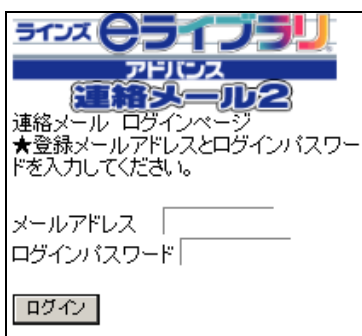 ラインズeライブラリ
アドバンス
連絡メール2
連絡メール ログインページ
★登録メールアドレスとログインパスワー
ドを入力してください。
メールアドレス
ログインパスワード
ログイン